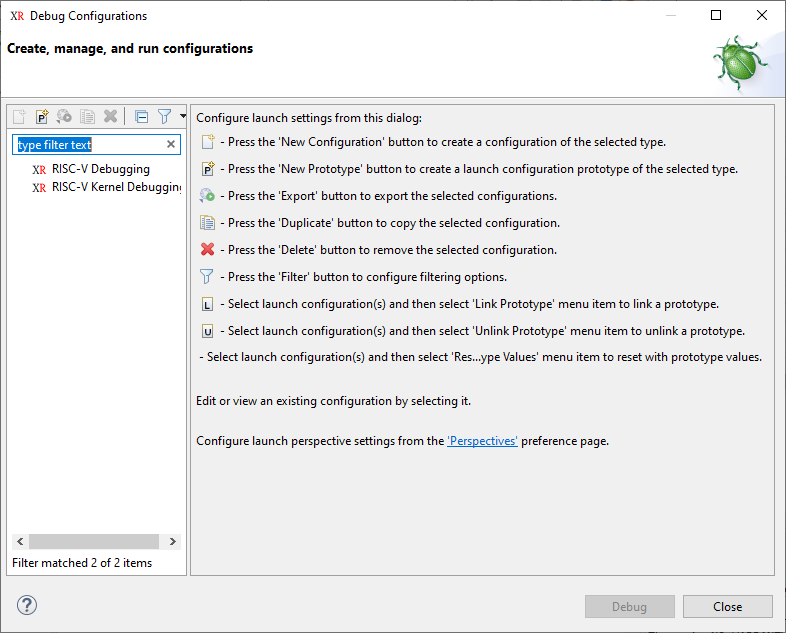 XR Debug Configurations
Create, manage, and run configurations
P
type filter text
XR RISC-V Debugging
XR RISC-V Kernel Debugging
Filter matched 2 of 2 items
Configure launch settings from this dialog:
- Press the 'New Configuration' button to create a configuration of the selected type.
P - Press the 'New Prototype' button to create a launch configuration prototype of the selected type.
- Press the 'Export' button to export the selected configurations.
- Press the 'Duplicate' button to copy the selected configuration.
- Press the 'Delete' button to remove the selected configuration.
- Press the 'Filter' button to configure filtering options.
L - Select launch configuration(s) and then select 'Link Prototype' menu item to link a prototype.
U - Select launch configuration(s) and then select 'Unlink Prototype' menu item to unlink a prototype.
- Select launch configuration(s) and then select 'Res...ype Values' menu item to reset with prototype values.
Edit or view an existing configuration by selecting it.
Configure launch perspective settings from the 'Perspectives' preference page.
?
Debug
Close